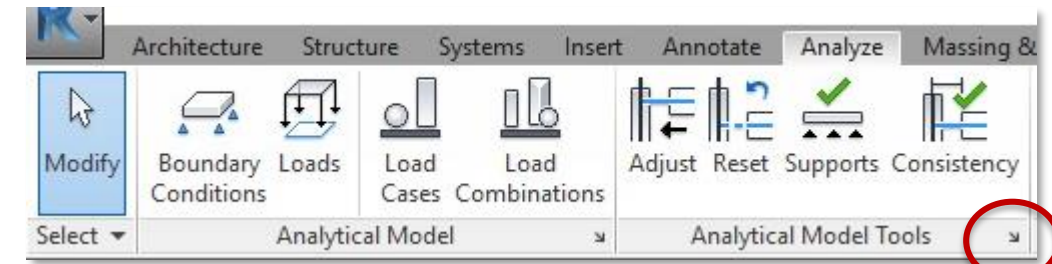 Architecture Structure Systems Insert Annotate Analyze Massing &
Modify Boundary Loads Load Load Adjust Reset Supports Consistency
Conditions Cases Combinations
Select Analytical Model Analytical Model Tools